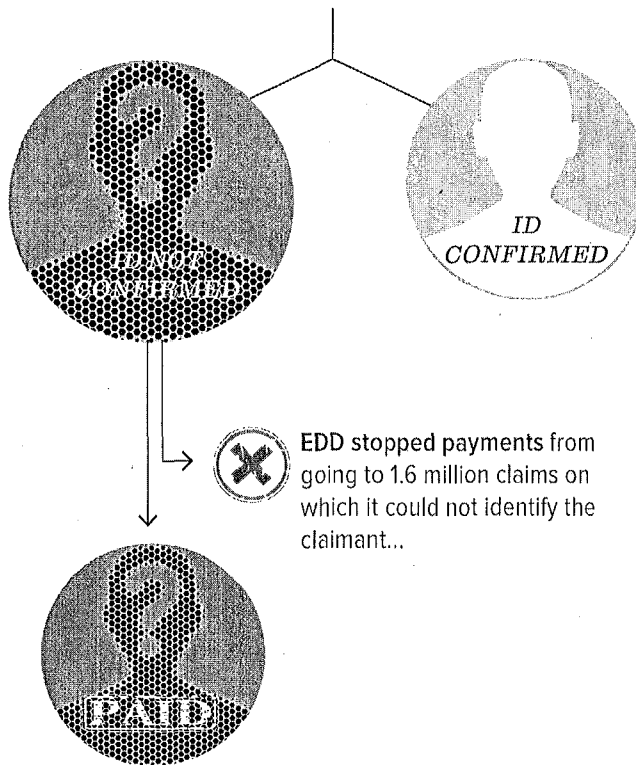 ID NOT
CONFIRMED
ID
CONFIRMED
EDD stopped payments from
going to 1.6 million claims on
which it could not identify the
claimant...
PAID